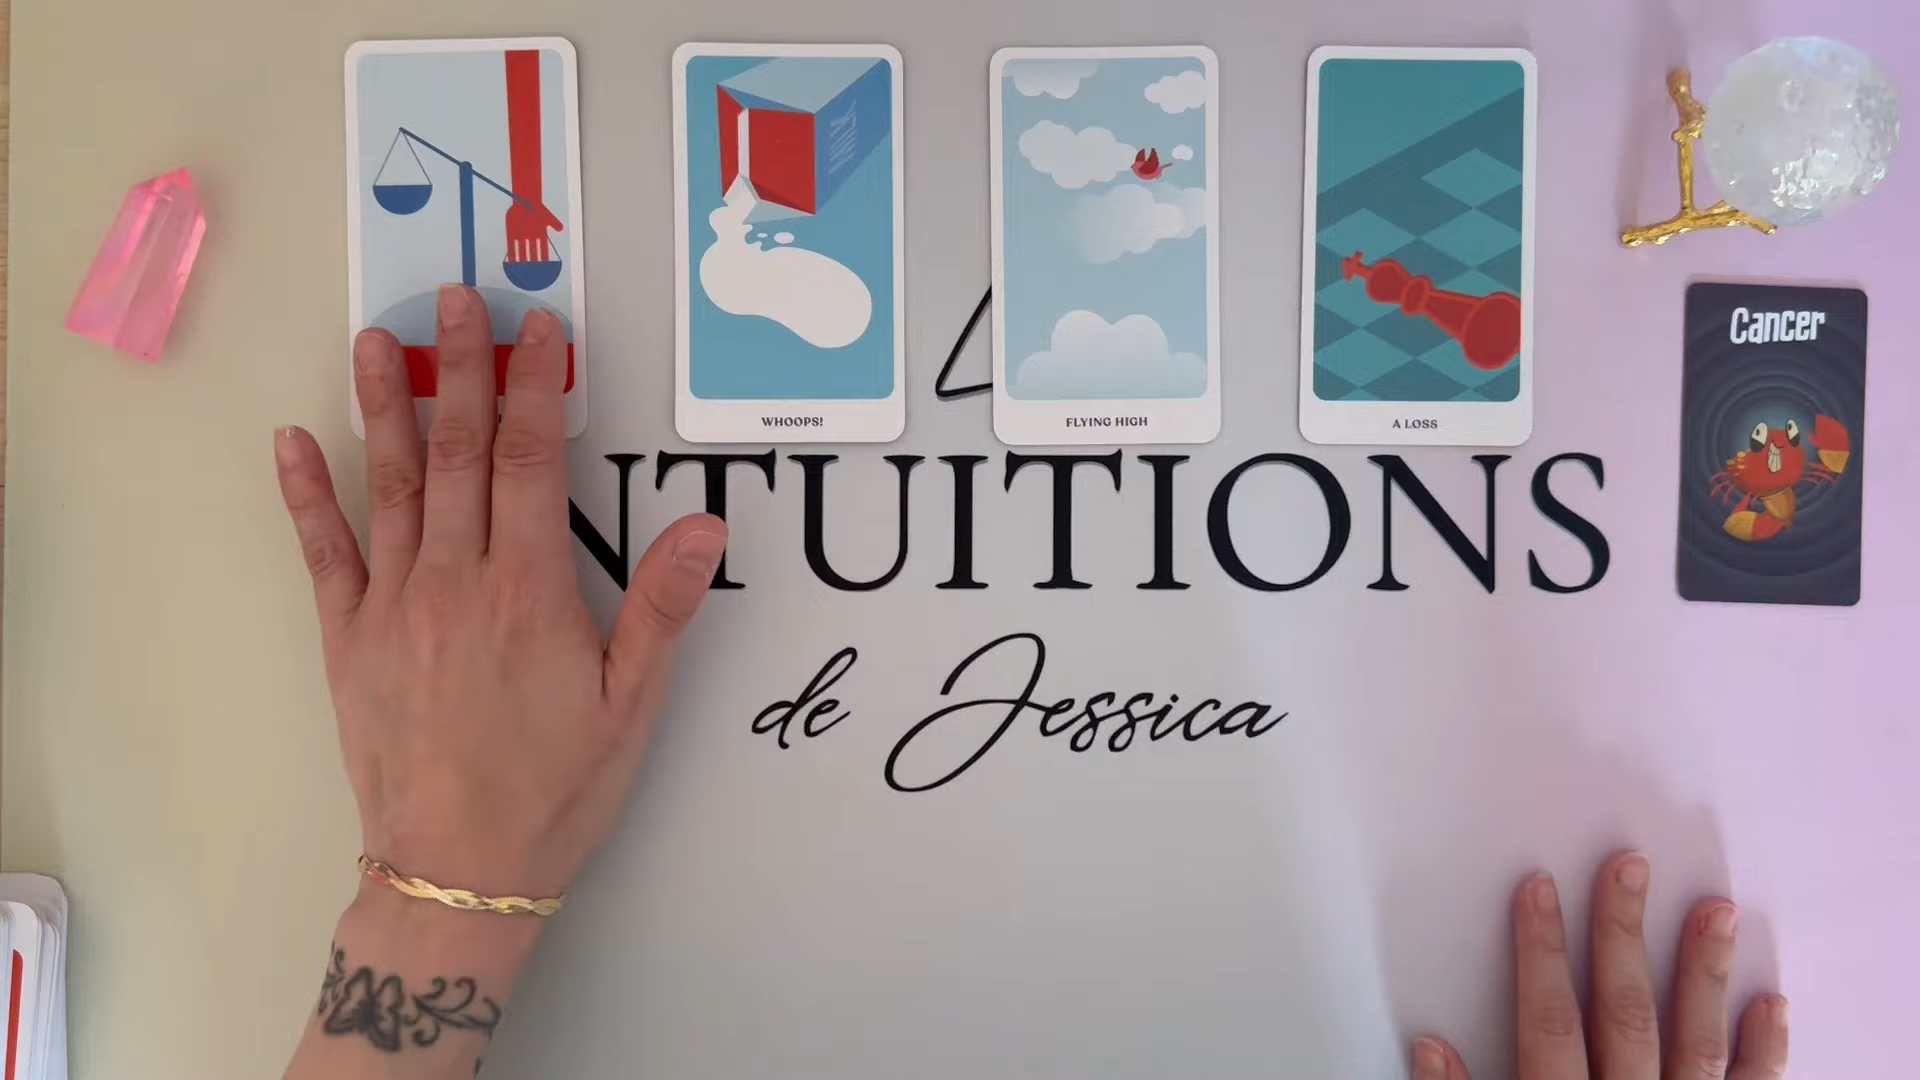 WHOOPS!
FLYING HIGH
A LOSS
Cancer
NTUITIONS
de Jessica